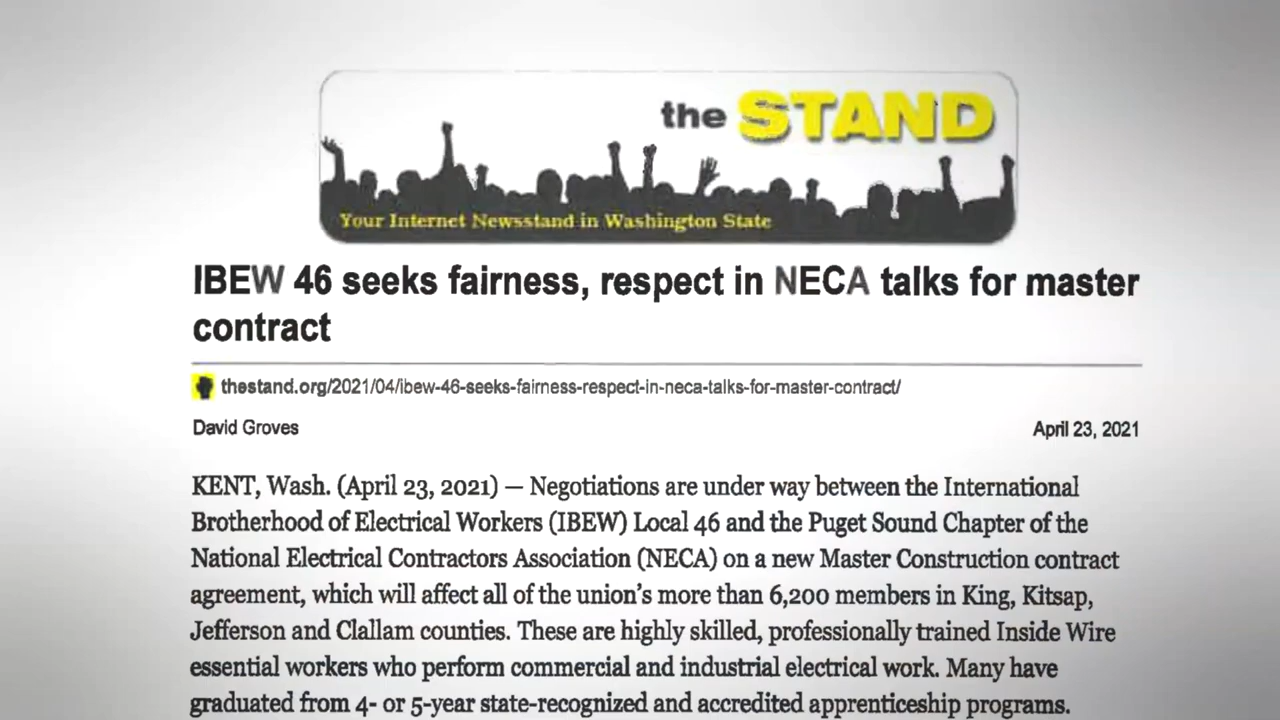 the STAND
Your Internet Newsstand in Washington State
IBEW 46 seeks fairness, respect in NECA talks for master
contract
thestand.org/2021/04/ibew-46-seeks-fairness-respect-in-neca-talks-for-master-contract/
David Groves
April 23, 2021
KENT, Wash. (April 23, 2021) — Negotiations are under way between the International
Brotherhood of Electrical Workers (IBEW) Local 46 and the Puget Sound Chapter of the
National Electrical Contractors Association (NECA) on a new Master Construction contract
agreement, which will affect all of the union’s more than 6,200 members in King, Kitsap,
Jefferson and Clallam counties. These are highly skilled, professionally trained Inside Wire
essential workers who perform commercial and industrial electrical work. Many have
graduated from 4- or 5-year state-recognized and accredited apprenticeship programs.